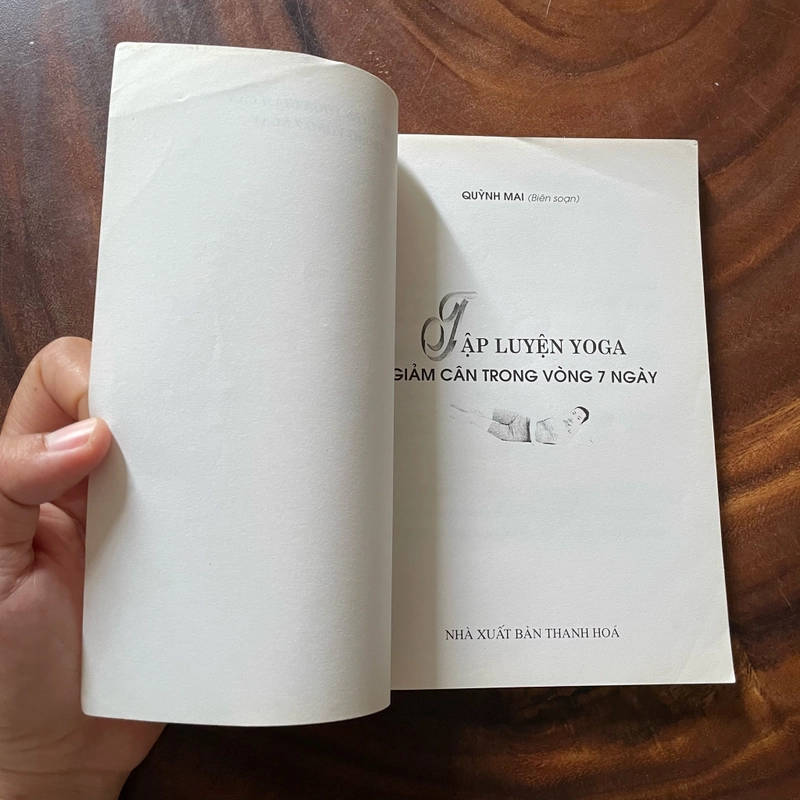 QUỲNH MAI (Biên soạn)
TẬP LUYỆN YOGA
GIẢM CÂN TRONG VÒNG 7 NGÀY
NHÀ XUẤT BẢN THANH HOÁ